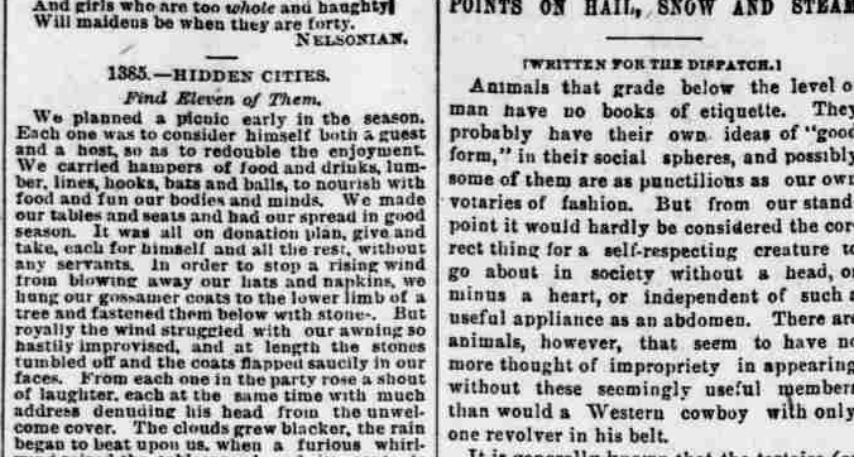 And girls who are too whole and haughty
Will maidens be when they are forty.
NELSONIAN.
1385.—HIDDEN CITIES.
Find Eleven of Them.
We planned a picnic early in the season.
Each one was to consider himself both a guest
and a host, so as to redouble the enjoyment.
We carried hampers of food and drinks, lum-
ber, lines, hooks, bats and balls, to nourish with
food and fun our bodies and minds. We made
our tables and seats and had our spread in good
season. It was all on donation plan, give and
take, each for himself and all the rest, without
any servants. In order to stop a rising wind
from blowing away our hats and napkins, we
hung our gossamer coats to the lower limb of a
tree and fastened them below with stones. But
royally the wind struggled with our awning so
hastily improvised, and at length the stones
tumbled off and the coats flapped saucily in our
faces. From each one in the party rose a shout
of laughter, each at the same time with much
address denuding his head from the unwel-
come cover. The clouds grew blacker, the rain
began to beat upon us, when a furious whirl-
POINTS ON HAIL, SNOW AND STEAM
[WRITTEN FOR THE DISPATCH.]
Animals that grade below the level o
man have no books of etiquette. They
probably have their own ideas of "good
form," in their social spheres, and possibly
some of them are as punctilious as our own
votaries of fashion. But from our stand
point it would hardly be considered the cor
rect thing for a self-respecting creature to
go about in society without a head, or
minus a heart, or independent of such a
useful appliance as an abdomen. There are
animals, however, that seem to have no
more thought of impropriety in appearing
without these seemingly useful members
than would a Western cowboy with only
one revolver in his belt.
It is generally known that the tortoise